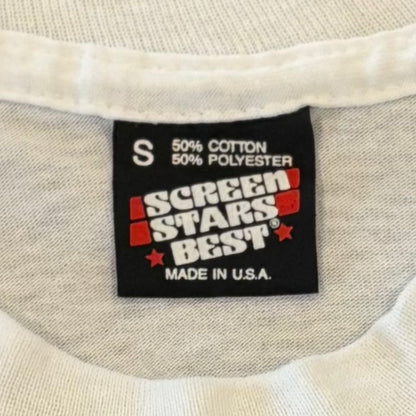 S
50% COTTON
50% POLYESTER
SCREEN
STARS
BEST®
MADE IN U.S.A.